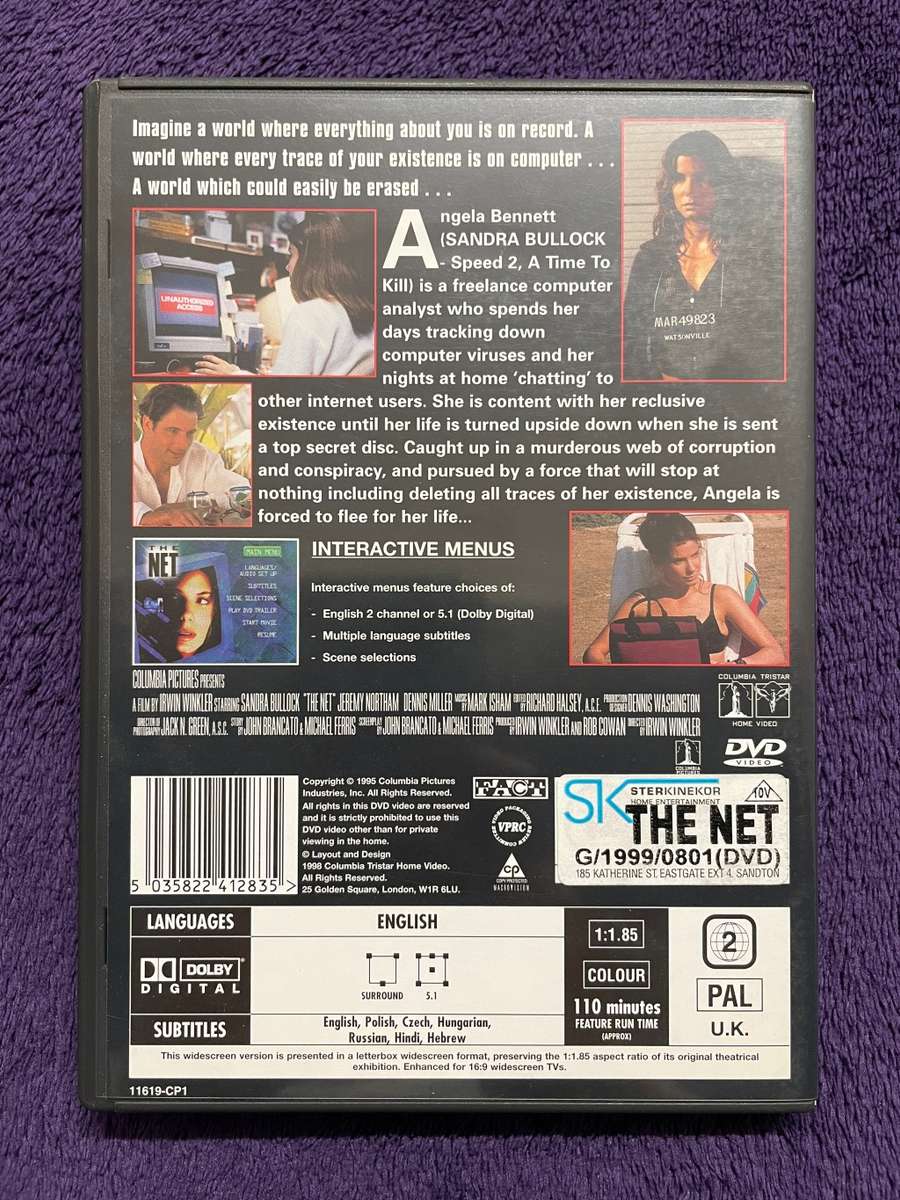 Imagine a world where everything about you is on record. A
world where every trace of your existence is on computer . . .
A world which could easily be erased . . .
Angela Bennett
(SANDRA BULLOCK
- Speed 2, A Time To
Kill) is a freelance computer
analyst who spends her
days tracking down
computer viruses and her
nights at home ‘chatting’ to
other internet users. She is content with her reclusive
existence until her life is turned upside down when she is sent
a top secret disc. Caught up in a murderous web of corruption
and conspiracy, and pursued by a force that will stop at
nothing including deleting all traces of her existence, Angela is
forced to flee for her life...
UNAUTHORIZED
ACCESS
MAR49823
WATSONVILLE
THE
NET
MAIN MENU
LANGUAGES/
AUDIO SET UP
SUBTITLES
SCENE SELECTIONS
PLAY DVD TRAILER
START MOVIE
RESUME
INTERACTIVE MENUS
Interactive menus feature choices of:
- English 2 channel or 5.1 (Dolby Digital)
- Multiple language subtitles
- Scene selections
COLUMBIA PICTURES PRESENTS
A FILM BY IRWIN WINKLER STARRING SANDRA BULLOCK "THE NET" JEREMY NORTHAM DENNIS MILLER MUSIC BY MARK ISHAM EDITED BY RICHARD HALSEY, A.C.E. PRODUCTION DESIGNER DENNIS WASHINGTON
DIRECTOR OF PHOTOGRAPHY JACK N. GREEN, A.S.C. STORY BY JOHN BRANCATO & MICHAEL FERRIS SCREENPLAY BY JOHN BRANCATO & MICHAEL FERRIS PRODUCED BY IRWIN WINKLER AND ROB COWAN DIRECTED BY IRWIN WINKLER
COLUMBIA TRISTAR
HOME VIDEO
COLUMBIA
PICTURES
DVD
VIDEO
5 035822 412835 >
Copyright © 1995 Columbia Pictures
Industries, Inc. All Rights Reserved.
All rights in this DVD video are reserved
and it is strictly prohibited to use this
DVD video other than for private
viewing in the home.
© Layout and Design
1998 Columbia Tristar Home Video.
All Rights Reserved.
25 Golden Square, London, W1R 6LU.
FACT
VIDEO PACKAGING REVIEW COMMITTEE
VPRC
CP
COPY PROTECTED
MACROVISION
SK
STERKINEKOR
HOME ENTERTAINMENT
10V
THE NET
G/1999/0801(DVD)
185 KATHERINE ST. EASTGATE EXT 4. SANDTON
LANGUAGES
ENGLISH
DOLBY
DIGITAL
SURROUND
5.1
SUBTITLES
English, Polish, Czech, Hungarian,
Russian, Hindi, Hebrew
1:1.85
COLOUR
110 minutes
FEATURE RUN TIME
(APPROX)
2
PAL
U.K.
This widescreen version is presented in a letterbox widescreen format, preserving the 1:1.85 aspect ratio of its original theatrical
exhibition. Enhanced for 16:9 widescreen TVs.
11619-CP1